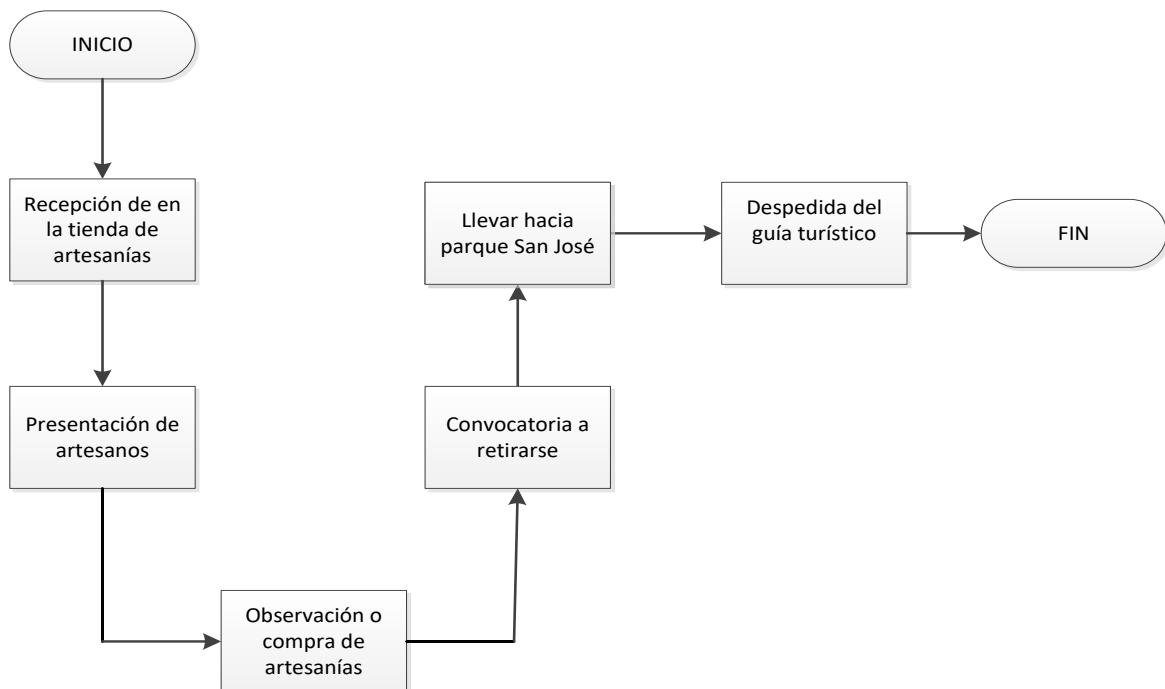 INICIO
Recepción de en
la tienda de
artesanías
Presentación de
artesanos
Observación o
compra de
artesanías
Convocatoria a
retirarse
Llevar hacia
parque San José
Despedida del
guía turístico
FIN